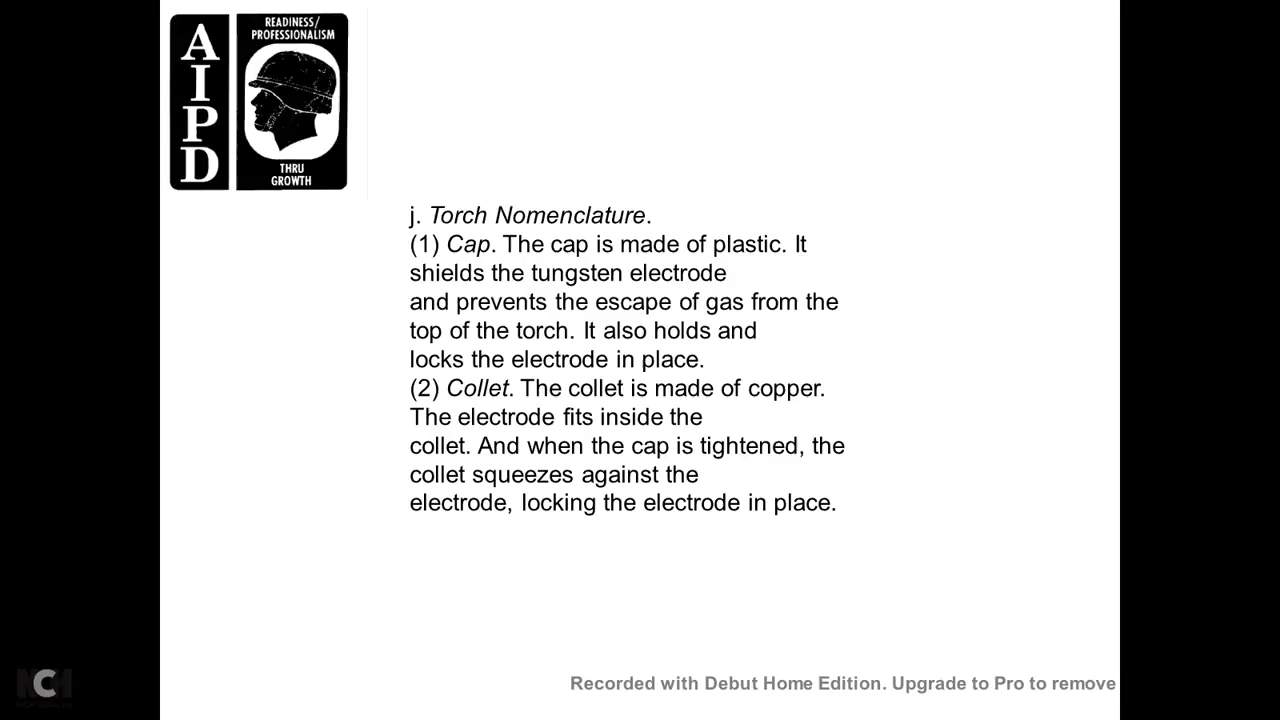 READINESS/
PROFESSIONALISM
AIPD
THRU
GROWTH
j. Torch Nomenclature.
(1) Cap. The cap is made of plastic. It
shields the tungsten electrode
and prevents the escape of gas from the
top of the torch. It also holds and
locks the electrode in place.
(2) Collet. The collet is made of copper.
The electrode fits inside the
collet. And when the cap is tightened, the
collet squeezes against the
electrode, locking the electrode in place.
NCH
Recorded with Debut Home Edition. Upgrade to Pro to remove